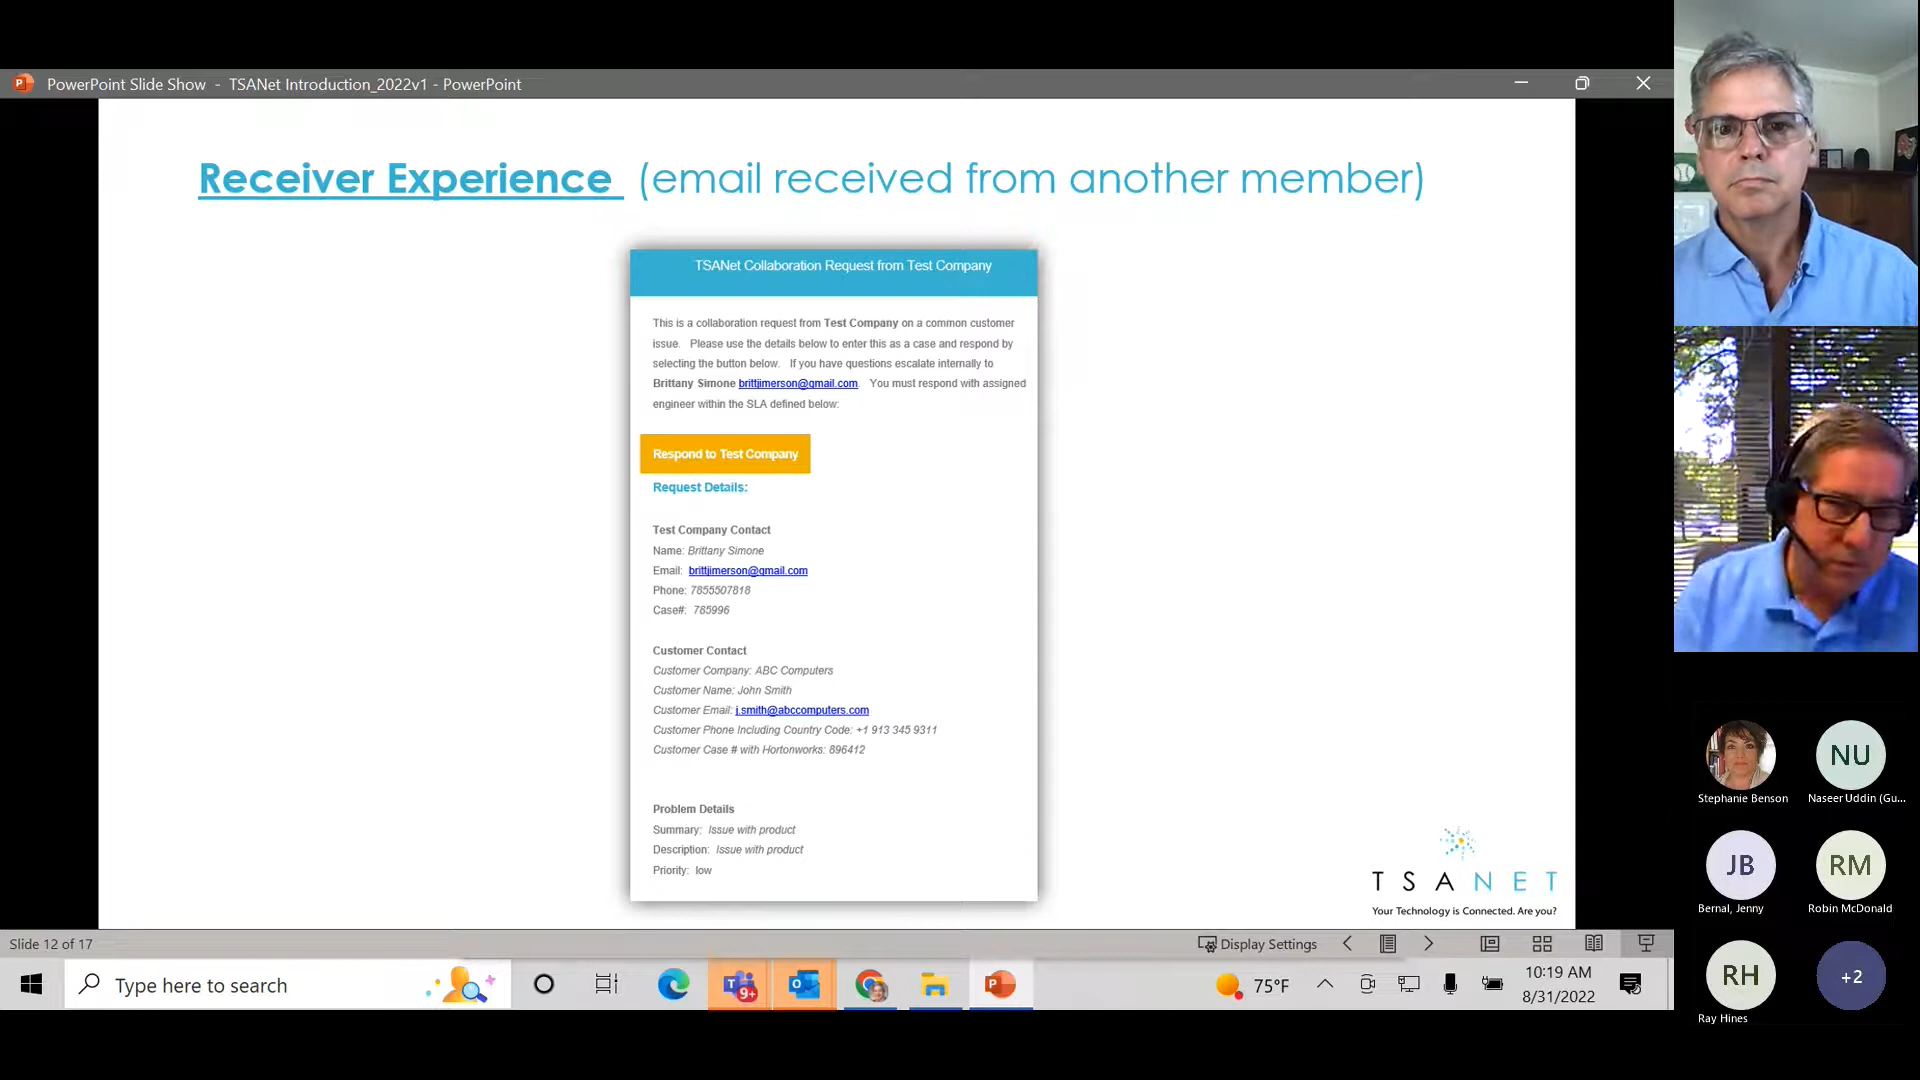 PowerPoint Slide Show - TSANet Introduction_2022v1 - PowerPoint
Receiver Experience (email received from another member)
TSANet Collaboration Request from Test Company
This is a collaboration request from Test Company on a common customer
issue. Please use the details below to enter this as a case and respond by
selecting the button below. If you have questions escalate internally to
Brittany Simone brittjimerson@gmail.com. You must respond with assigned
engineer within the SLA defined below:
Respond to Test Company
Request Details:
Test Company Contact
Name: Brittany Simone
Email: brittjimerson@gmail.com
Phone: 7855507818
Case#: 785996
Customer Contact
Customer Company: ABC Computers
Customer Name: John Smith
Customer Email: j.smith@abccomputers.com
Customer Phone Including Country Code: +1 913 345 9311
Customer Case # with Hortonworks: 896412
Problem Details
Summary: Issue with product
Description: Issue with product
Priority: low
TSANET
Your Technology is Connected. Are you?
Slide 12 of 17
Display Settings
Type here to search
9+
75°F
10:19 AM
8/31/2022
Stephanie Benson
NU
Naseer Uddin (Gu...
JB
Bernal, Jenny
RM
Robin McDonald
RH
Ray Hines
+2